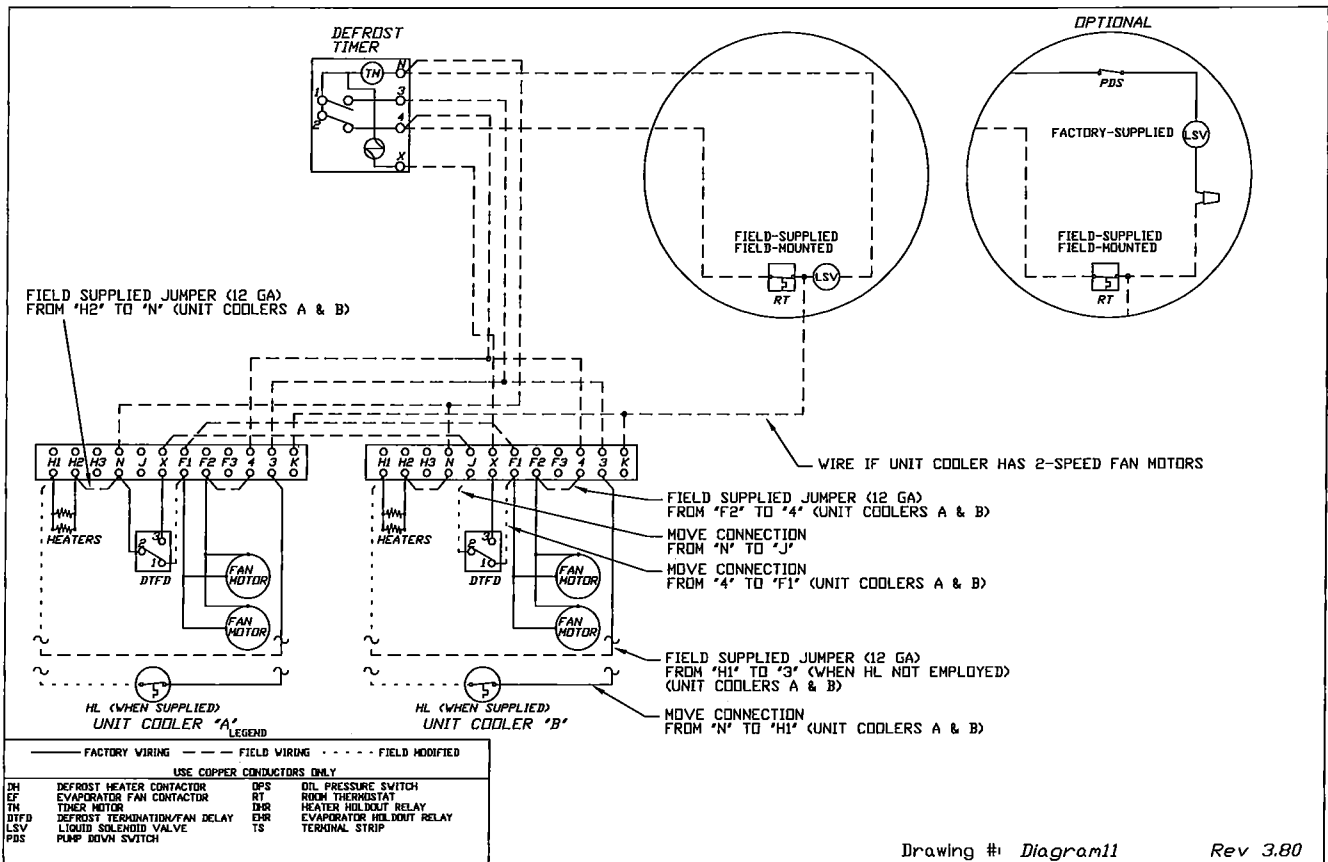 DEFROST
TIMER
TM
N
1
3
2
4
X
OPTIONAL
PDS
FACTORY-SUPPLIED
LSV
FIELD-SUPPLIED
FIELD-MOUNTED
LSV
RT
FIELD-SUPPLIED
FIELD-MOUNTED
RT
FIELD SUPPLIED JUMPER (12 GA)
FROM "H2" TO "N" (UNIT COOLERS A & B)
H1 H2 H3 N J X F1 F2 F3 4 3 K
H1 H2 H3 N J X F1 F2 F3 4 3 K
WIRE IF UNIT COOLER HAS 2-SPEED FAN MOTORS
FIELD SUPPLIED JUMPER (12 GA)
FROM "F2" TO "4" (UNIT COOLERS A & B)
MOVE CONNECTION
FROM "N" TO "J"
MOVE CONNECTION
FROM "4" TO "F1" (UNIT COOLERS A & B)
HEATERS
2
3
1
DTFD
FAN
MOTOR
FAN
MOTOR
HEATERS
2
3
1
DTFD
FAN
MOTOR
FAN
MOTOR
FIELD SUPPLIED JUMPER (12 GA)
FROM "H1" TO "3" (WHEN HL NOT EMPLOYED)
(UNIT COOLERS A & B)
MOVE CONNECTION
FROM "N" TO "H1" (UNIT COOLERS A & B)
HL (WHEN SUPPLIED)
UNIT COOLER "A"
HL (WHEN SUPPLIED)
UNIT COOLER "B"
LEGEND
FACTORY WIRING FIELD WIRING FIELD MODIFIED
USE COPPER CONDUCTORS ONLY
DH DEFROST HEATER CONTACTOR OPS OIL PRESSURE SWITCH
EF EVAPORATOR FAN CONTACTOR RT ROOM THERMOSTAT
TM TIMER MOTOR DHR HEATER HOLDOUT RELAY
DTFD DEFROST TERMINATION/FAN DELAY EHR EVAPORATOR HOLDOUT RELAY
LSV LIQUID SOLENOID VALVE TS TERMINAL STRIP
PDS PUMP DOWN SWITCH
Drawing #: Diagram11 Rev 3.80